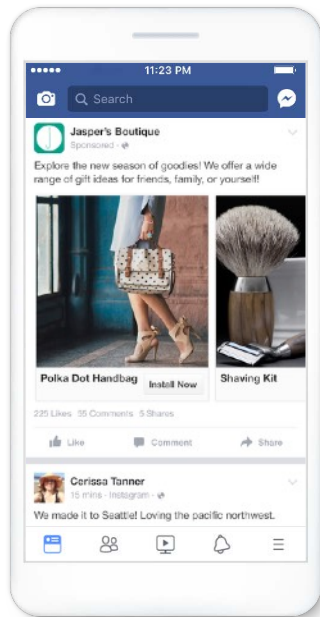 11:23 PM
Search
Jasper's Boutique
Sponsored ·
Explore the new season of goodies! We offer a wide
range of gift ideas for friends, family, or yourself!
Polka Dot Handbag
Install Now
Shaving Kit
225 Likes 35 Comments 5 Shares
Like
Comment
Share
Cerissa Tanner
15 mins · Instagram ·
We made it to Seattle! Loving the pacific northwest.